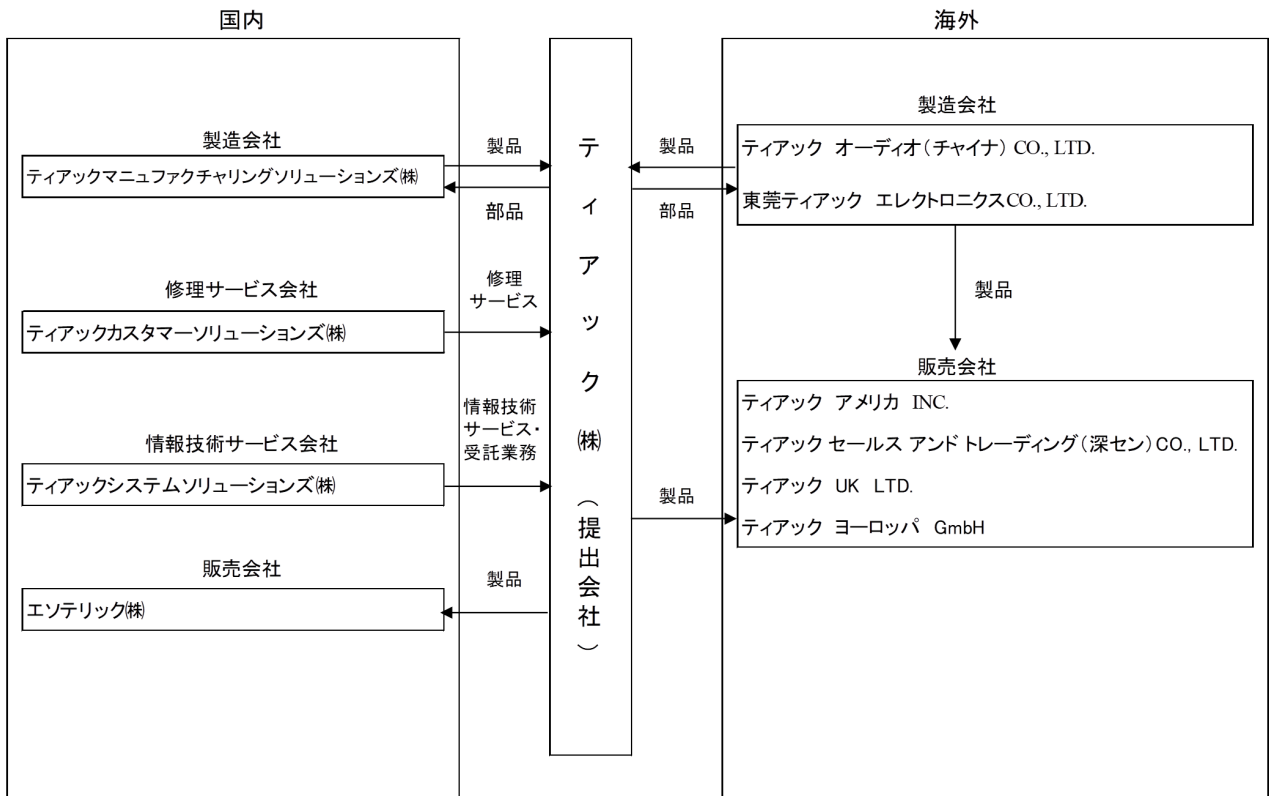 国内
海外
製造会社
ティアックマニュファクチャリングソリューションズ㈱
製品
部品
修理サービス会社
ティアックカスタマーソリューションズ㈱
修理
サービス
情報技術サービス会社
ティアックシステムソリューションズ㈱
情報技術
サービス・
受託業務
販売会社
エソテリック㈱
製品
ティアック㈱（提出会社）
製品
部品
製造会社
ティアック オーディオ（チャイナ）CO., LTD.
東莞ティアック エレクトロニクスCO., LTD.
製品
販売会社
ティアック アメリカ INC.
ティアック セールス アンド トレーディング（深セン）CO., LTD.
ティアック UK LTD.
ティアック ヨーロッパ GmbH
製品